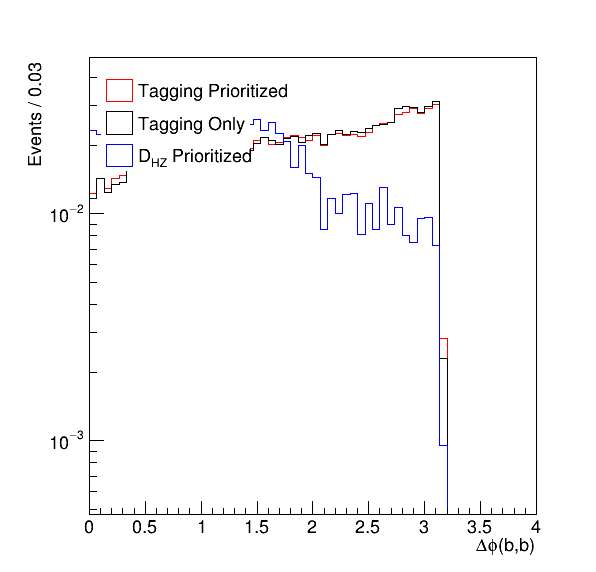 Events / 0.03
Tagging Prioritized
Tagging Only
D_HZ Prioritized
10^−2
10^−3
0 0.5 1 1.5 2 2.5 3 3.5 4
Δϕ(b,b)